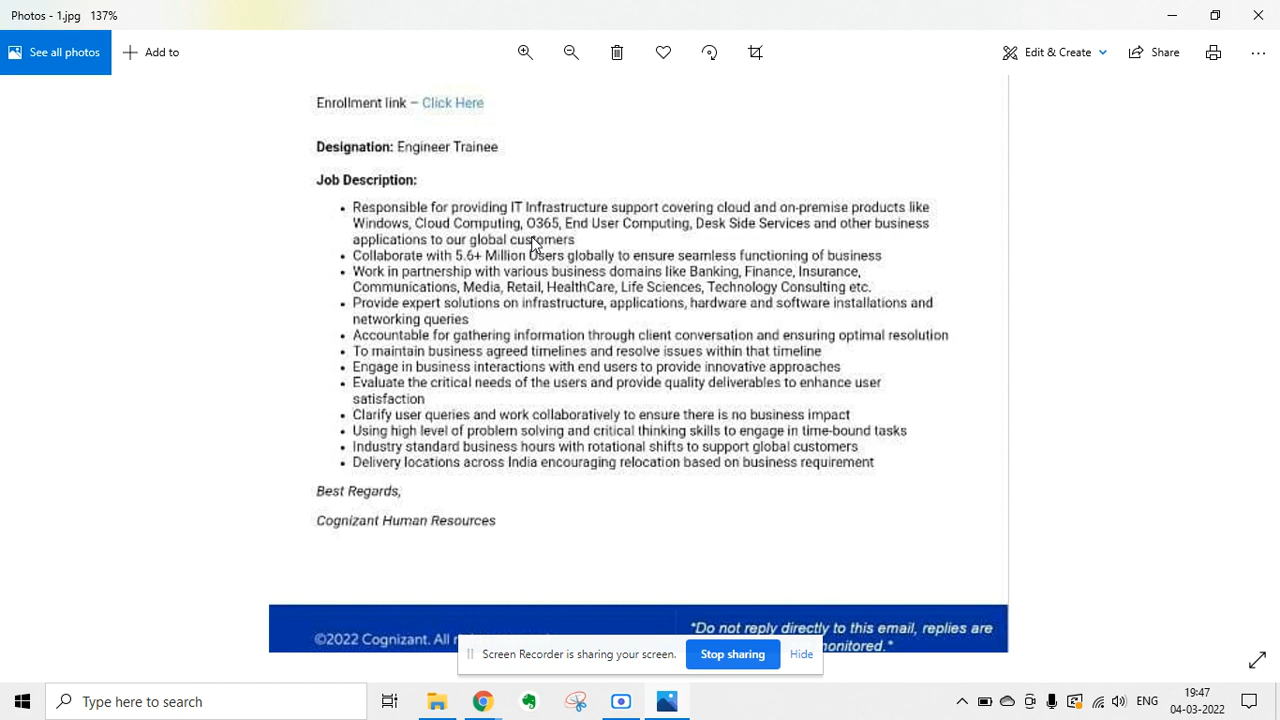 Photos - 1.jpg 137%
See all photos
Add to
Edit & Create
Share
Enrollment link – Click Here
Designation: Engineer Trainee
Job Description:
• Responsible for providing IT Infrastructure support covering cloud and on-premise products like
Windows, Cloud Computing, O365, End User Computing, Desk Side Services and other business
applications to our global customers
• Collaborate with 5.6+ Million Users globally to ensure seamless functioning of business
• Work in partnership with various business domains like Banking, Finance, Insurance,
Communications, Media, Retail, HealthCare, Life Sciences, Technology Consulting etc.
• Provide expert solutions on infrastructure, applications, hardware and software installations and
networking queries
• Accountable for gathering information through client conversation and ensuring optimal resolution
• To maintain business agreed timelines and resolve issues within that timeline
• Engage in business interactions with end users to provide innovative approaches
• Evaluate the critical needs of the users and provide quality deliverables to enhance user
satisfaction
• Clarify user queries and work collaboratively to ensure there is no business impact
• Using high level of problem solving and critical thinking skills to engage in time-bound tasks
• Industry standard business hours with rotational shifts to support global customers
• Delivery locations across India encouraging relocation based on business requirement
Best Regards,
Cognizant Human Resources
©2022 Cognizant. All
*Do not reply directly to this email, replies are
Screen Recorder is sharing your screen.
Stop sharing
Hide
Type here to search
ENG
19:47
04-03-2022